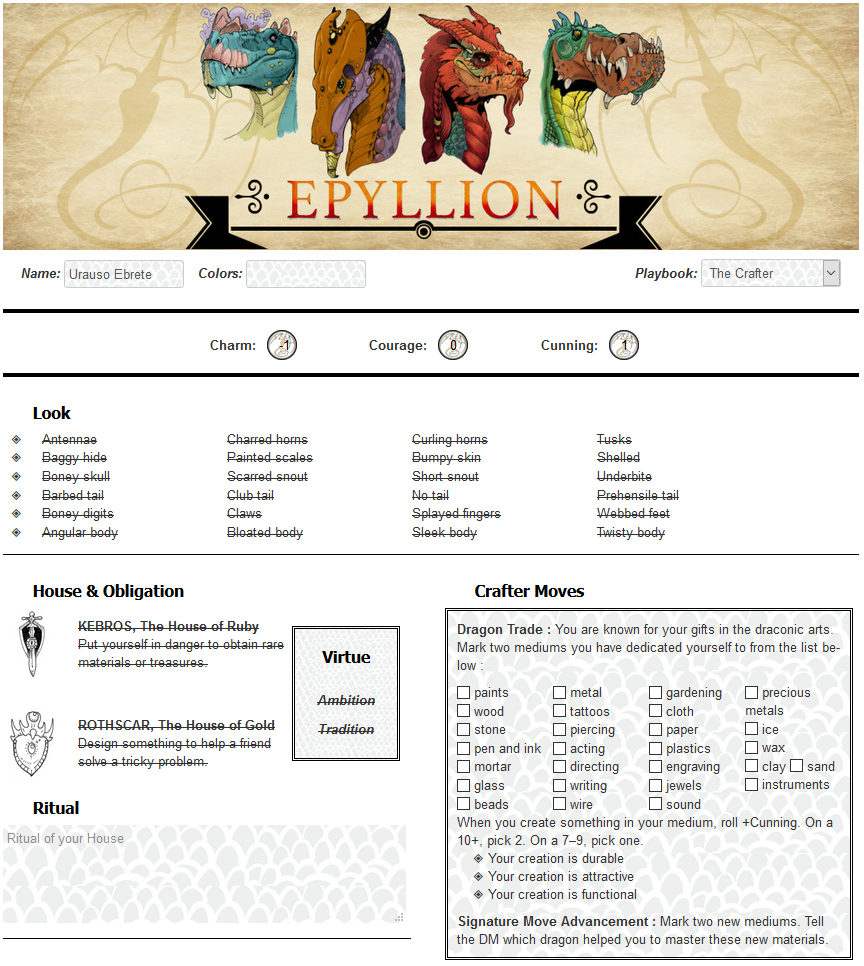 EPYLLION
Name: Urauso Ebrete Colors: Playbook: The Crafter
Charm: -1 Courage: 0 Cunning: 1
Look
Antennae Charred horns Curling horns Tusks
Baggy hide Painted scales Bumpy skin Shelled
Boney skull Scarred snout Short snout Underbite
Barbed tail Club tail No tail Prehensile tail
Boney digits Claws Splayed fingers Webbed feet
Angular body Bloated body Sleek body Twisty body
House & Obligation
KEBROS, The House of Ruby
Put yourself in danger to obtain rare
materials or treasures.
ROTHSCAR, The House of Gold
Design something to help a friend
solve a tricky problem.
Virtue
Ambition
Tradition
Ritual
Ritual of your House
Crafter Moves
Dragon Trade : You are known for your gifts in the draconic arts.
Mark two mediums you have dedicated yourself to from the list be-
low :
paints metal gardening precious
metals
wood tattoos cloth
stone piercing paper ice
pen and ink acting plastics wax
mortar directing engraving clay sand
glass writing jewels instruments
beads wire sound
When you create something in your medium, roll +Cunning. On a
10+, pick 2. On a 7–9, pick one.
Your creation is durable
Your creation is attractive
Your creation is functional
Signature Move Advancement : Mark two new mediums. Tell
the DM which dragon helped you to master these new materials.